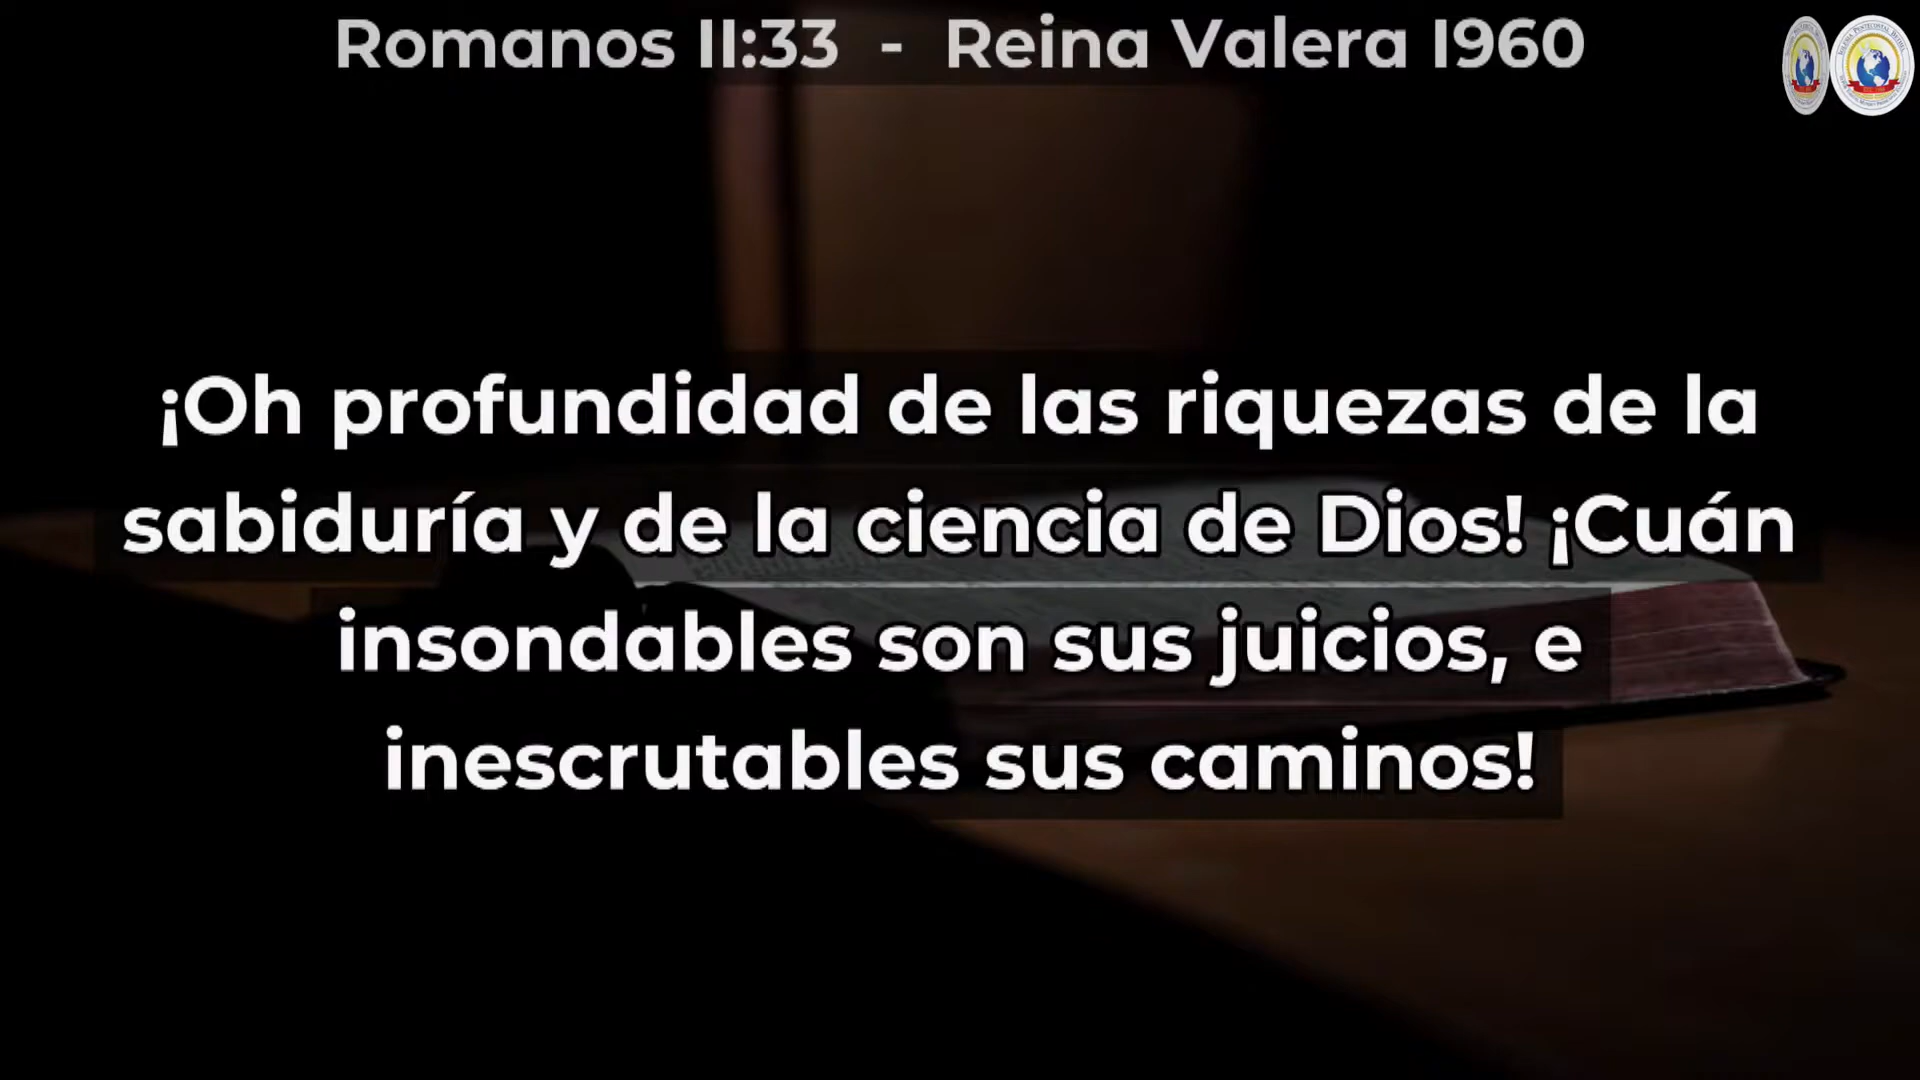 Romanos 11:33 - Reina Valera 1960
¡Oh profundidad de las riquezas de la
sabiduría y de la ciencia de Dios! ¡Cuán
insondables son sus juicios, e
inescrutables sus caminos!